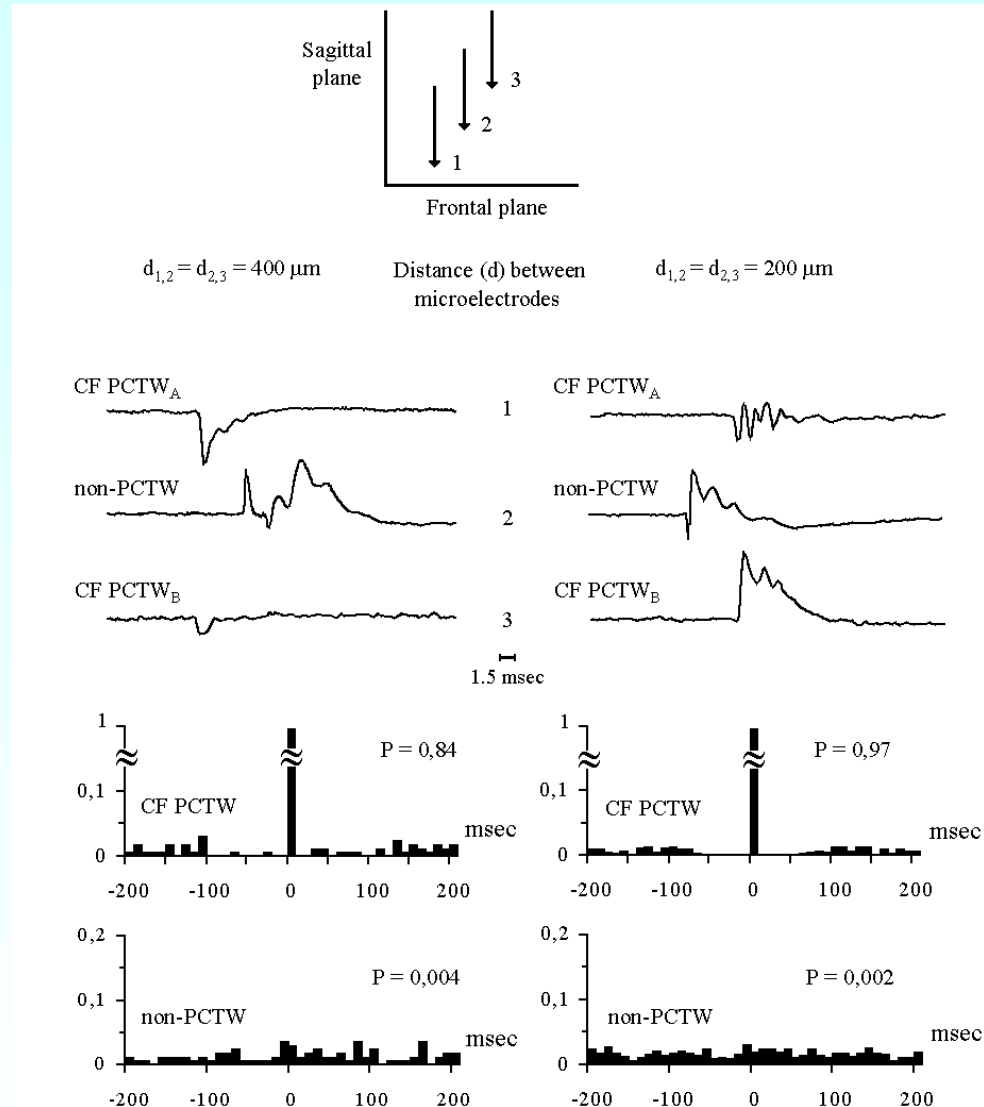 Sagittal
plane
3
2
1
Frontal plane
d1,2 = d2,3 = 400 μm
Distance (d) between
microelectrodes
d1,2 = d2,3 = 200 μm
CF PCTWA
1
CF PCTWA
non-PCTW
2
non-PCTW
CF PCTWB
3
CF PCTWB
1.5 msec
1
P = 0,84
0,1
CF PCTW
msec
0
-200 -100 0 100 200
1
P = 0,97
0,1
CF PCTW
msec
0
-200 -100 0 100 200
0,2
P = 0,004
0,1
non-PCTW
msec
0
-200 -100 0 100 200
0,2
P = 0,002
0,1
non-PCTW
msec
0
-200 -100 0 100 200